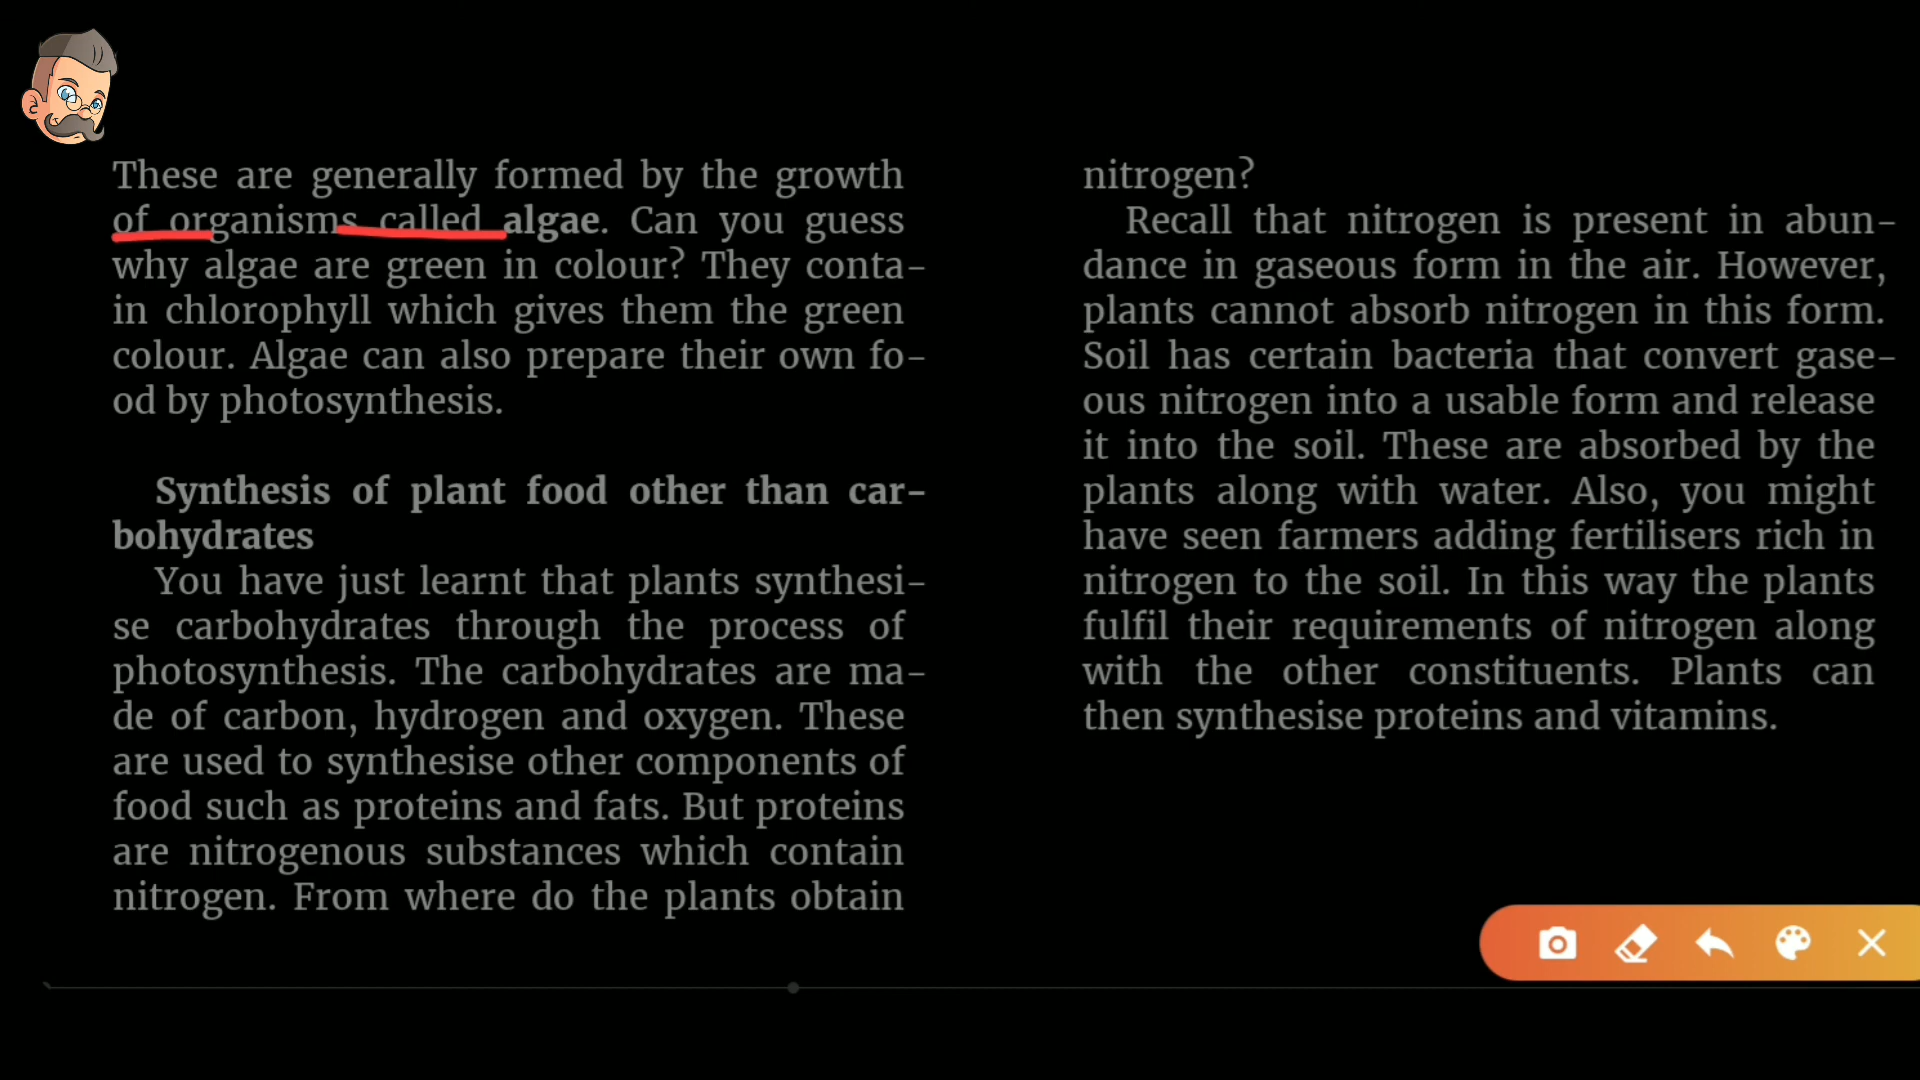 These are generally formed by the growth
of organisms called algae. Can you guess
why algae are green in colour? They conta-
in chlorophyll which gives them the green
colour. Algae can also prepare their own fo-
od by photosynthesis.
Synthesis of plant food other than car-
bohydrates
You have just learnt that plants synthesi-
se carbohydrates through the process of
photosynthesis. The carbohydrates are ma-
de of carbon, hydrogen and oxygen. These
are used to synthesise other components of
food such as proteins and fats. But proteins
are nitrogenous substances which contain
nitrogen. From where do the plants obtain
nitrogen?
Recall that nitrogen is present in abun-
dance in gaseous form in the air. However,
plants cannot absorb nitrogen in this form.
Soil has certain bacteria that convert gase-
ous nitrogen into a usable form and release
it into the soil. These are absorbed by the
plants along with water. Also, you might
have seen farmers adding fertilisers rich in
nitrogen to the soil. In this way the plants
fulfil their requirements of nitrogen along
with the other constituents. Plants can
then synthesise proteins and vitamins.